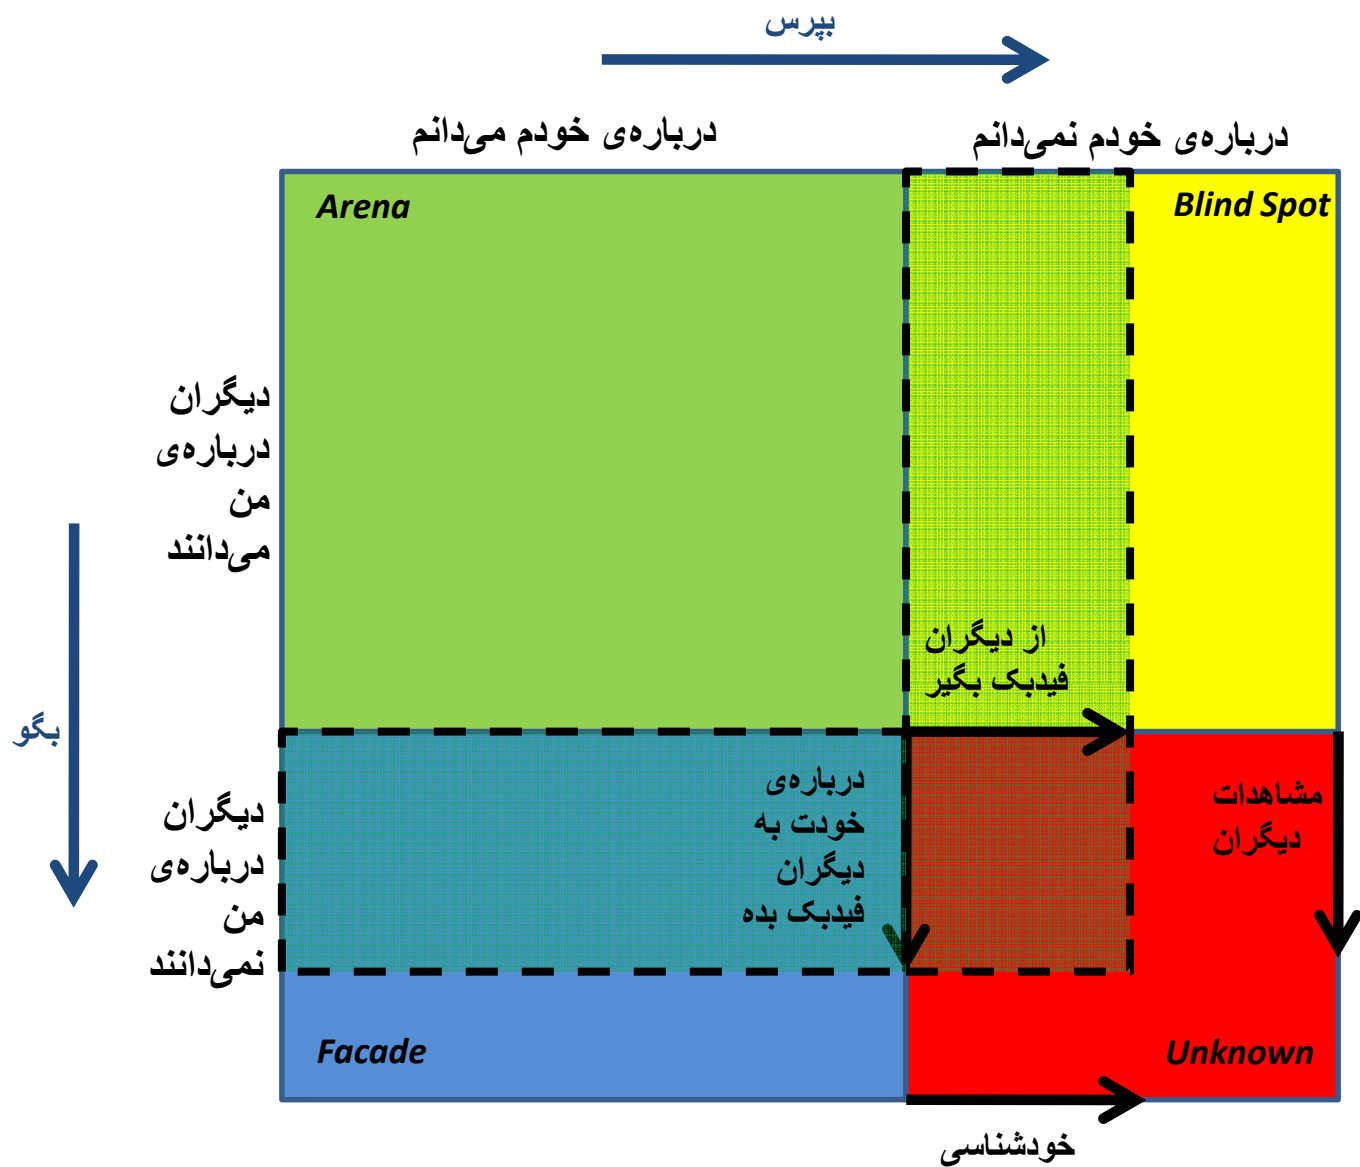 بپرس
درباره‌ی خودم می‌دانم
درباره‌ی خودم نمی‌دانم
Arena
Blind Spot
دیگران
درباره‌ی
من
می‌دانند
از دیگران
فیدبک بگیر
بگو
دیگران
درباره‌ی
من
نمی‌دانند
درباره‌ی
خودت به
دیگران
فیدبک بده
مشاهدات
دیگران
Facade
Unknown
خودشناسی